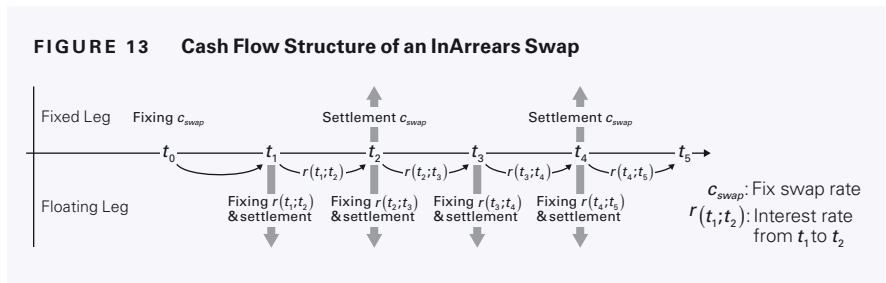 FIGURE 13 Cash Flow Structure of an InArrears Swap
Fixed Leg Fixing c_swap Settlement c_swap Settlement c_swap
t_0 t_1 r(t_1;t_2) t_2 r(t_2;t_3) t_3 r(t_3;t_4) t_4 r(t_4;t_5) t_5
Floating Leg
Fixing r(t_1;t_2) Fixing r(t_2;t_3) Fixing r(t_3;t_4) Fixing r(t_4;t_5)
&settlement &settlement &settlement &settlement
c_swap: Fix swap rate
r(t_1;t_2): Interest rate
from t_1 to t_2